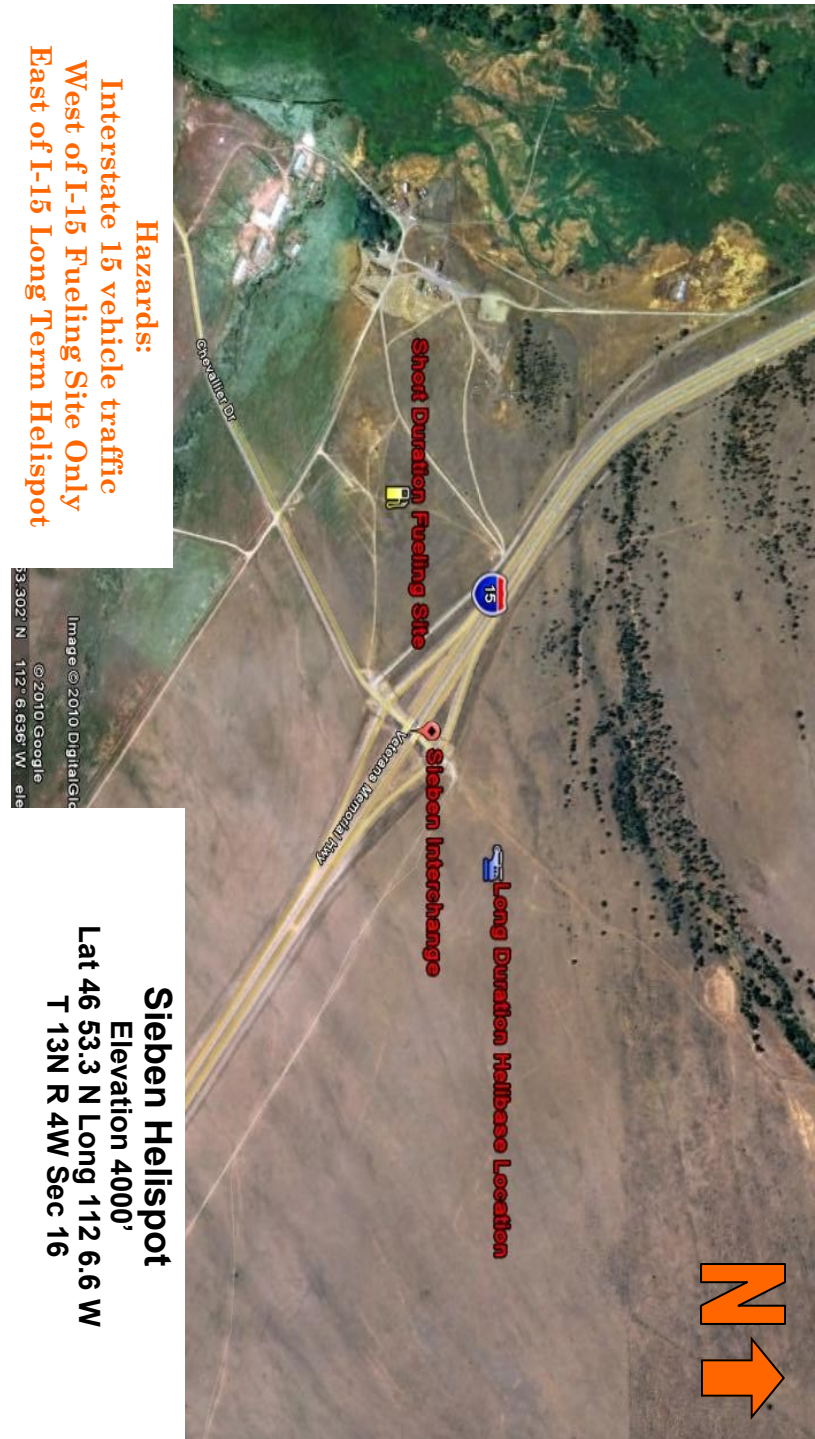 N
Long Duration Helibase Location
15
Sieben Interchange
Short Duration Fueling Site
Veterans Memorial Hwy
Chevallier Dr
Hazards:
Interstate 15 vehicle traffic
West of I-15 Fueling Site Only
East of I-15 Long Term Helispot
Image © 2010 DigitalGlo
© 2010 Google
53.302' N 112° 6.636' W ele
Sieben Helispot
Elevation 4000'
Lat 46 53.3 N Long 112 6.6 W
T 13N R 4W Sec 16